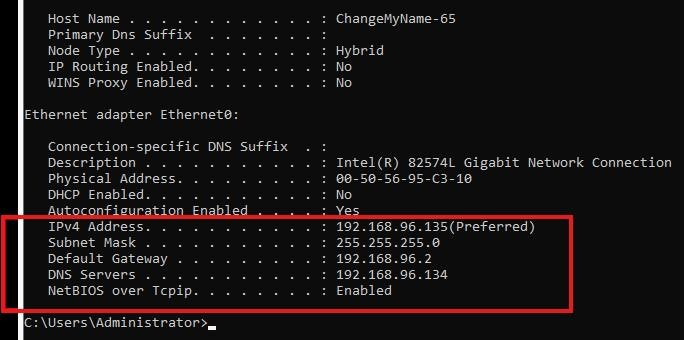 Host Name . . . . . . . . . . . . : ChangeMyName-65
Primary Dns Suffix  . . . . . . . :
Node Type . . . . . . . . . . . . : Hybrid
IP Routing Enabled. . . . . . . . : No
WINS Proxy Enabled. . . . . . . . : No
Ethernet adapter Ethernet0:
Connection-specific DNS Suffix  . :
Description . . . . . . . . . . . : Intel(R) 82574L Gigabit Network Connection
Physical Address. . . . . . . . . : 00-50-56-95-C3-10
DHCP Enabled. . . . . . . . . . . : No
Autoconfiguration Enabled . . . . : Yes
IPv4 Address. . . . . . . . . . . : 192.168.96.135(Preferred)
Subnet Mask . . . . . . . . . . . : 255.255.255.0
Default Gateway . . . . . . . . . : 192.168.96.2
DNS Servers . . . . . . . . . . . : 192.168.96.134
NetBIOS over Tcpip. . . . . . . . : Enabled
C:\Users\Administrator>